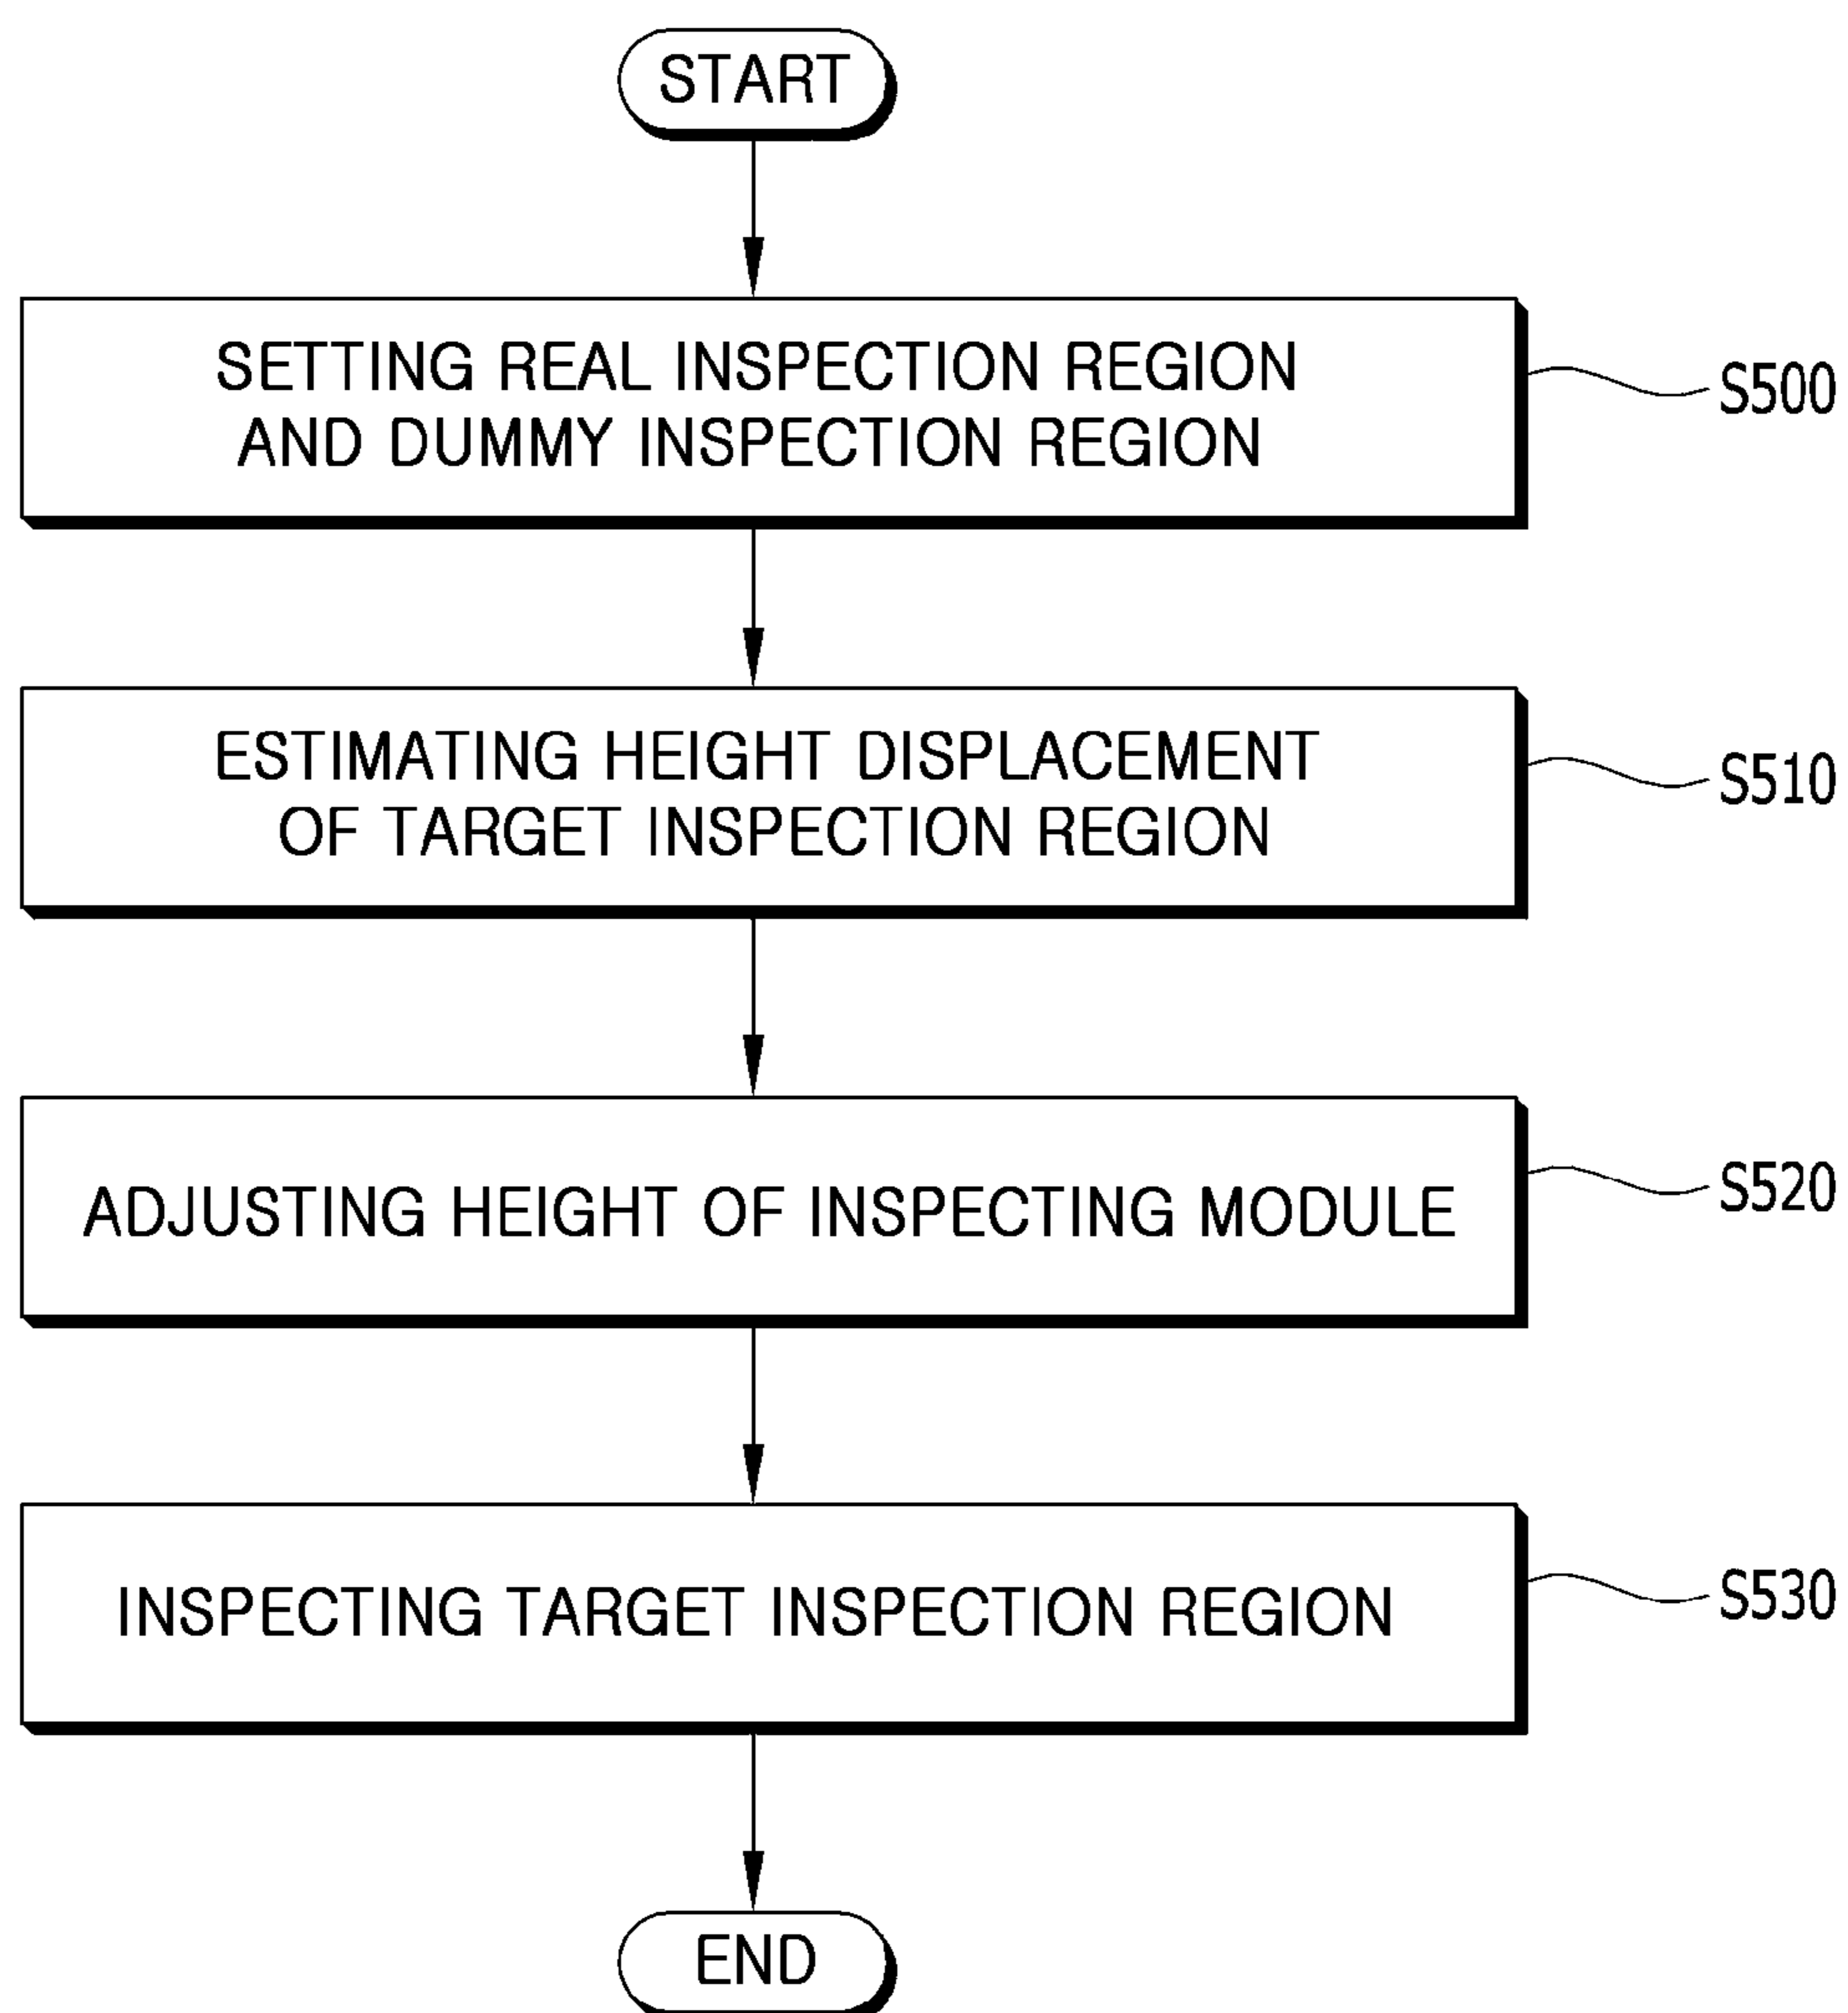 START
SETTING REAL INSPECTION REGION
AND DUMMY INSPECTION REGION
S500
ESTIMATING HEIGHT DISPLACEMENT
OF TARGET INSPECTION REGION
S510
ADJUSTING HEIGHT OF INSPECTING MODULE
S520
INSPECTING TARGET INSPECTION REGION
S530
END